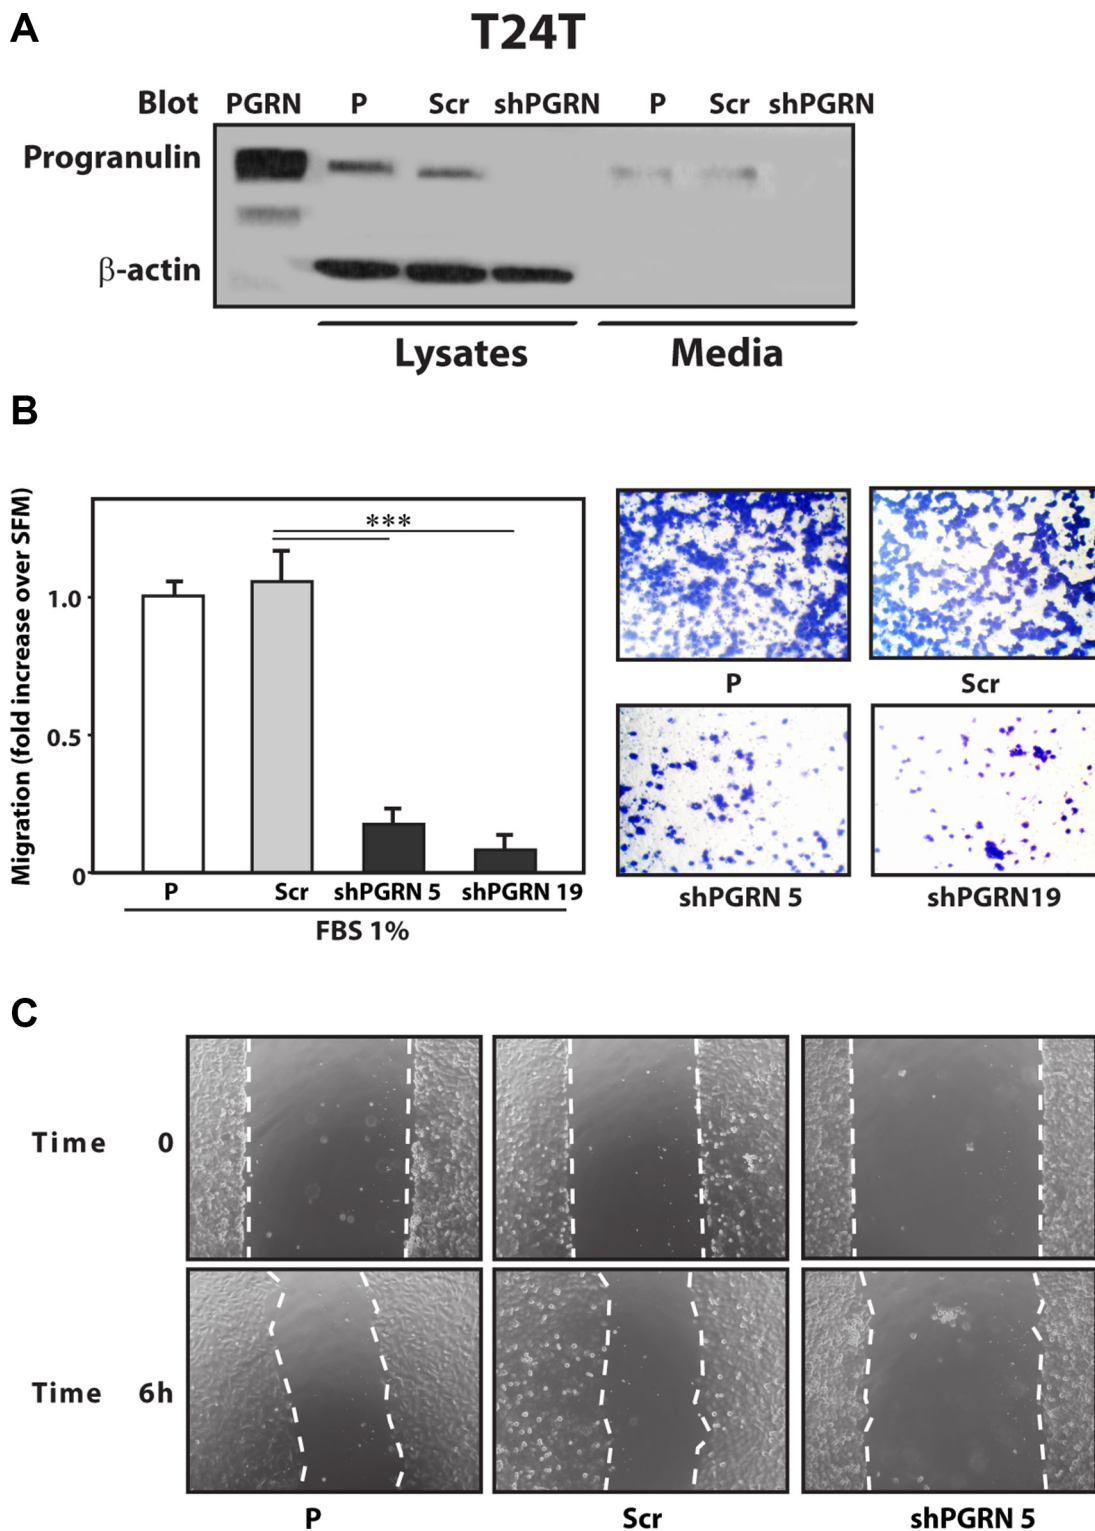 A
T24T
Blot PGRN P Scr shPGRN P Scr shPGRN
Progranulin
β-actin
Lysates Media
B
Migration (fold increase over SFM)
***
1.0
0.5
0
P Scr shPGRN 5 shPGRN 19
FBS 1%
P Scr
shPGRN 5 shPGRN19
C
Time 0
Time 6h
P Scr shPGRN 5